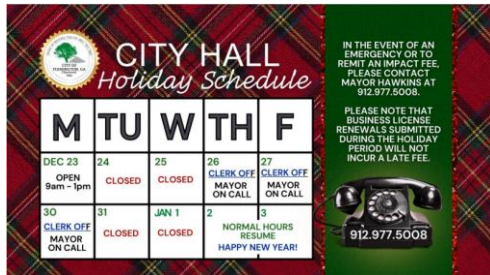 CITY OF
FLEMINGTON, GA
CITY HALL
Holiday Schedule
M TU W TH F
DEC 23 24 25 26 27
OPEN
9am - 1pm
CLOSED
CLOSED
CLERK OFF
MAYOR
ON CALL
CLERK OFF
MAYOR
ON CALL
30 31 JAN 1 2 3
CLERK OFF
MAYOR
ON CALL
CLOSED
CLOSED
NORMAL HOURS
RESUME
HAPPY NEW YEAR!
IN THE EVENT OF AN
EMERGENCY OR TO
REMIT AN IMPACT FEE,
PLEASE CONTACT
MAYOR HAWKINS AT
912.977.5008.
PLEASE NOTE THAT
BUSINESS LICENSE
RENEWALS SUBMITTED
DURING THE HOLIDAY
PERIOD WILL NOT
INCUR A LATE FEE.
912.977.5008